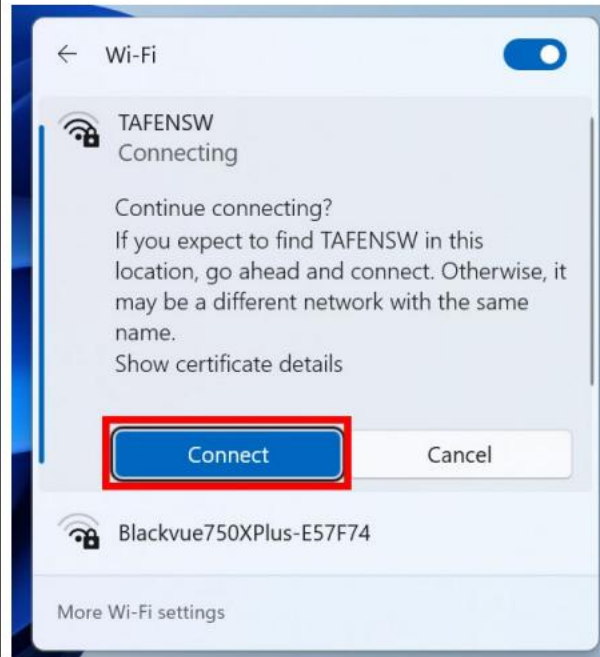 Wi-Fi
TAFENSW
Connecting
Continue connecting?
If you expect to find TAFENSW in this
location, go ahead and connect. Otherwise, it
may be a different network with the same
name.
Show certificate details
Connect Cancel
Blackvue750XPlus-E57F74
More Wi-Fi settings